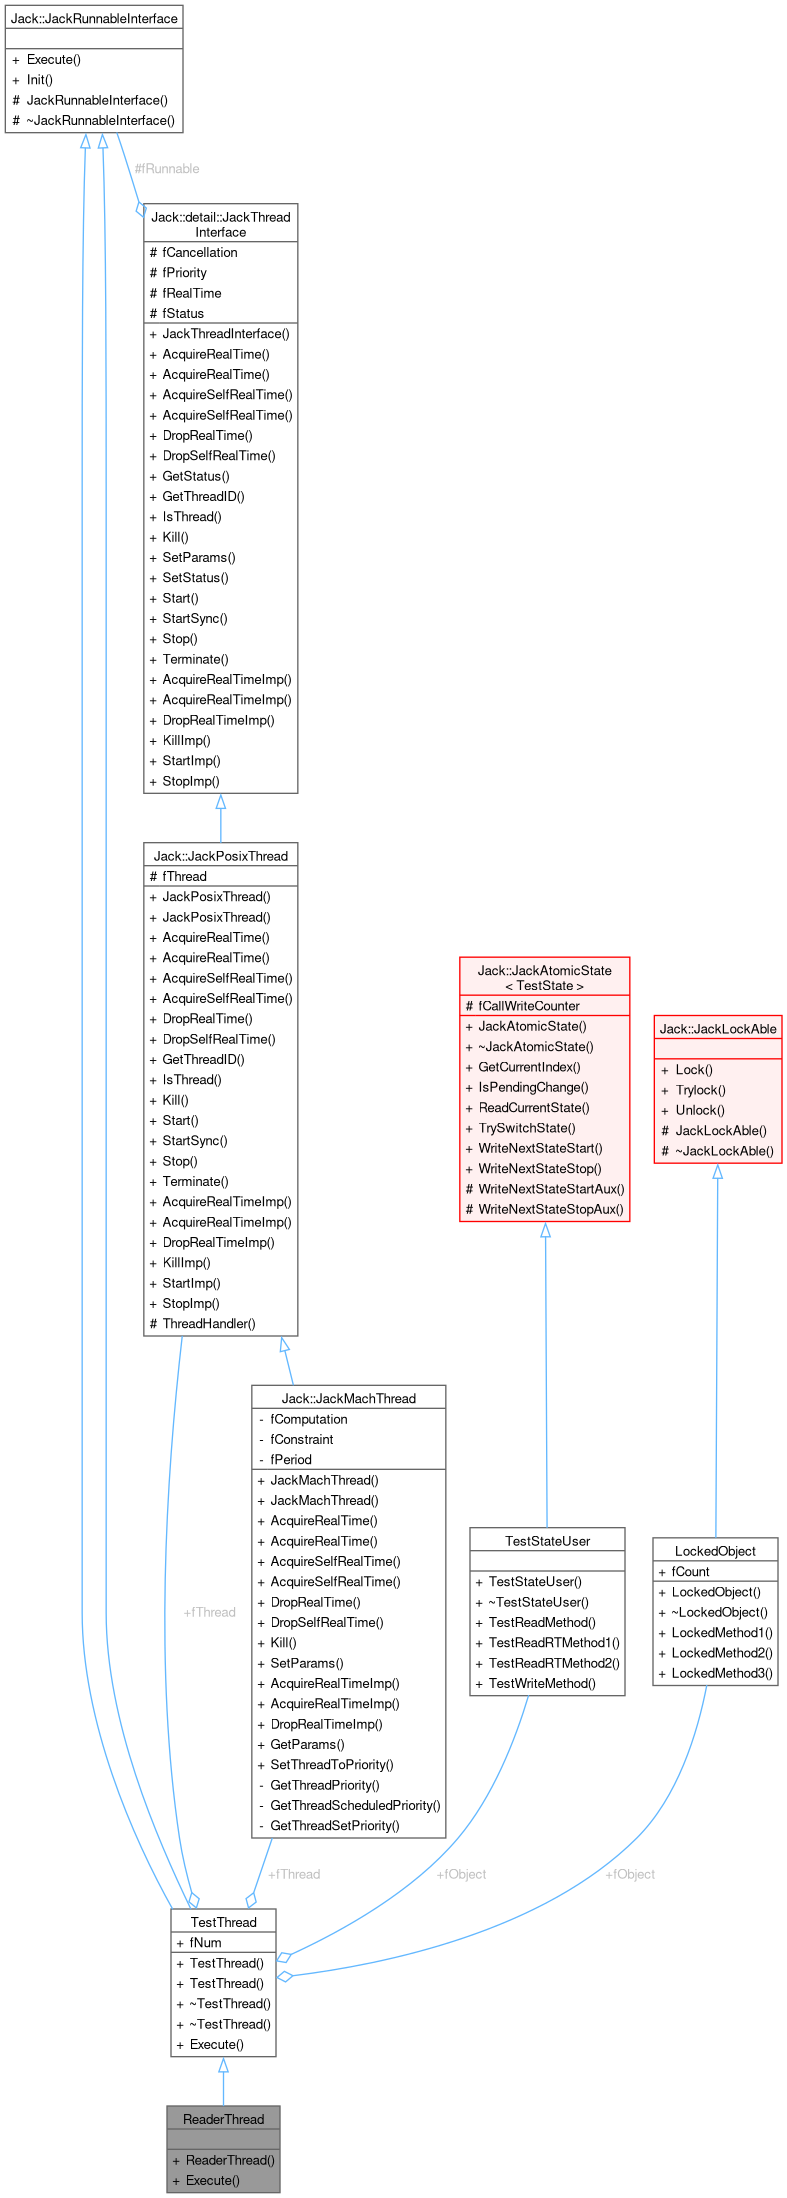 Jack::JackRunnableInterface
+ Execute()
+ Init()
# JackRunnableInterface()
# ~JackRunnableInterface()
#fRunnable
Jack::detail::JackThread
Interface
# fCancellation
# fPriority
# fRealTime
# fStatus
+ JackThreadInterface()
+ AcquireRealTime()
+ AcquireRealTime()
+ AcquireSelfRealTime()
+ AcquireSelfRealTime()
+ DropRealTime()
+ DropSelfRealTime()
+ GetStatus()
+ GetThreadID()
+ IsThread()
+ Kill()
+ SetParams()
+ SetStatus()
+ Start()
+ StartSync()
+ Stop()
+ Terminate()
+ AcquireRealTimeImp()
+ AcquireRealTimeImp()
+ DropRealTimeImp()
+ KillImp()
+ StartImp()
+ StopImp()
Jack::JackPosixThread
# fThread
+ JackPosixThread()
+ JackPosixThread()
+ AcquireRealTime()
+ AcquireRealTime()
+ AcquireSelfRealTime()
+ AcquireSelfRealTime()
+ DropRealTime()
+ DropSelfRealTime()
+ GetThreadID()
+ IsThread()
+ Kill()
+ Start()
+ StartSync()
+ Stop()
+ Terminate()
+ AcquireRealTimeImp()
+ AcquireRealTimeImp()
+ DropRealTimeImp()
+ KillImp()
+ StartImp()
+ StopImp()
# ThreadHandler()
Jack::JackAtomicState
< TestState >
# fCallWriteCounter
+ JackAtomicState()
+ ~JackAtomicState()
+ GetCurrentIndex()
+ IsPendingChange()
+ ReadCurrentState()
+ TrySwitchState()
+ WriteNextStateStart()
+ WriteNextStateStop()
# WriteNextStateStartAux()
# WriteNextStateStopAux()
Jack::JackLockAble
+ Lock()
+ Trylock()
+ Unlock()
# JackLockAble()
# ~JackLockAble()
Jack::JackMachThread
- fComputation
- fConstraint
- fPeriod
+ JackMachThread()
+ JackMachThread()
+ AcquireRealTime()
+ AcquireRealTime()
+ AcquireSelfRealTime()
+ AcquireSelfRealTime()
+ DropRealTime()
+ DropSelfRealTime()
+ Kill()
+ SetParams()
+ AcquireRealTimeImp()
+ AcquireRealTimeImp()
+ DropRealTimeImp()
+ GetParams()
+ SetThreadToPriority()
- GetThreadPriority()
- GetThreadScheduledPriority()
- GetThreadSetPriority()
TestStateUser
+ TestStateUser()
+ ~TestStateUser()
+ TestReadMethod()
+ TestReadRTMethod1()
+ TestReadRTMethod2()
+ TestWriteMethod()
LockedObject
+ fCount
+ LockedObject()
+ ~LockedObject()
+ LockedMethod1()
+ LockedMethod2()
+ LockedMethod3()
+fThread
+fThread
+fObject
+fObject
TestThread
+ fNum
+ TestThread()
+ TestThread()
+ ~TestThread()
+ ~TestThread()
+ Execute()
ReaderThread
+ ReaderThread()
+ Execute()